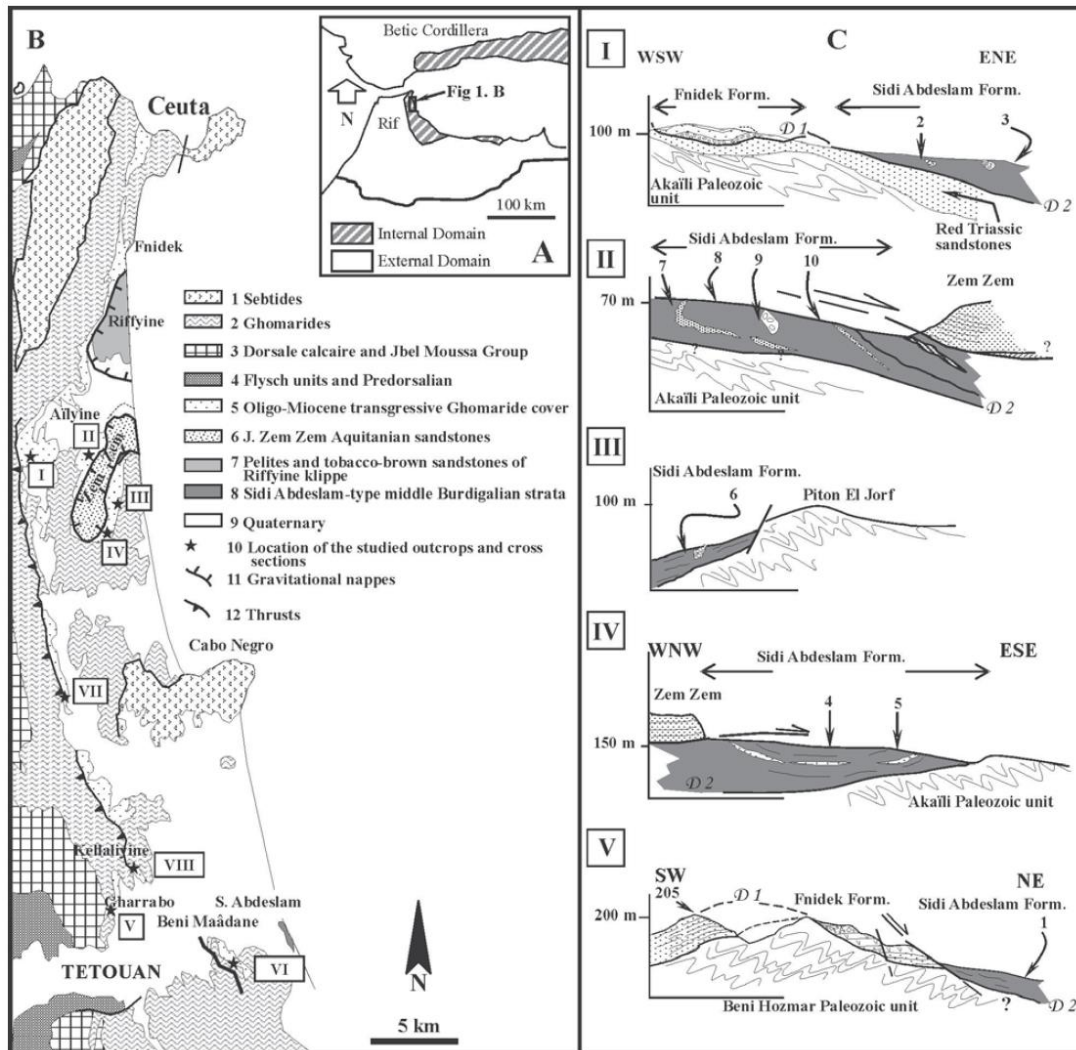 B
Ceuta
Fnidek
Riffyine
Aïlyine
II
I
Zem Zem
III
IV
Cabo Negro
VII
Kellaliyine
VIII
Gharrabo
V
S. Abdeslam
Beni Maâdane
VI
TETOUAN
N
5 km
Betic Cordillera
Fig 1. B
N
Rif
100 km
Internal Domain
External Domain
A
1 Sebtides
2 Ghomarides
3 Dorsale calcaire and Jbel Moussa Group
4 Flysch units and Predorsalian
5 Oligo-Miocene transgressive Ghomaride cover
6 J. Zem Zem Aquitanian sandstones
7 Pelites and tobacco-brown sandstones of
Riffyine klippe
8 Sidi Abdeslam-type middle Burdigalian strata
9 Quaternary
10 Location of the studied outcrops and cross
sections
11 Gravitational nappes
12 Thrusts
C
I
WSW
ENE
Fnidek Form.
Sidi Abdeslam Form.
D 1
2
3
100 m
Akaïli Paleozoic
unit
D 2
Red Triassic
sandstones
II
Sidi Abdeslam Form.
7
8
9
10
Zem Zem
70 m
?
?
?
Akaïli Paleozoic unit
D 2
III
Sidi Abdeslam
Form.
6
Piton El Jorf
100 m
IV
WNW
ESE
Sidi Abdeslam Form.
Zem Zem
4
5
150 m
D 2
Akaïli Paleozoic unit
V
SW
NE
205
D 1
Fnidek Form.
Sidi Abdeslam Form.
1
200 m
Beni Hozmar Paleozoic unit
?
D 2